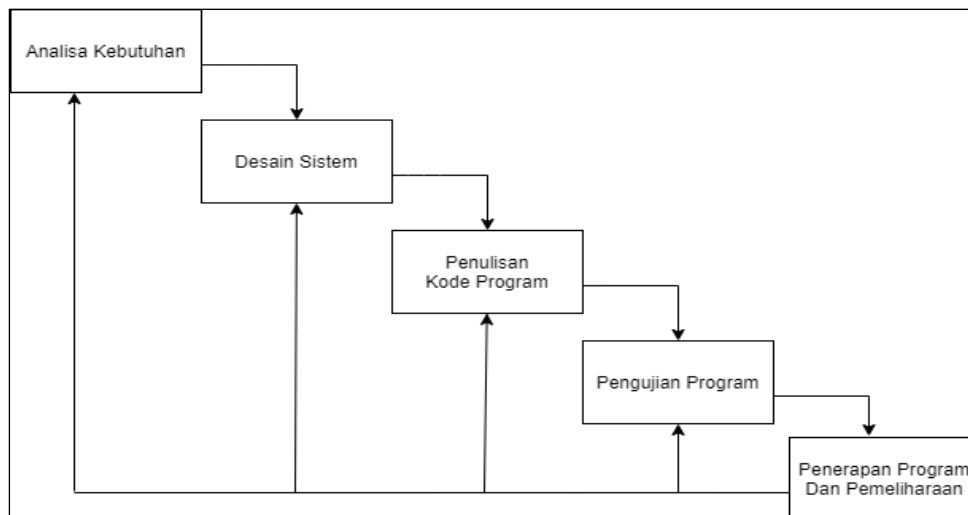 Analisa Kebutuhan
Desain Sistem
Penulisan
Kode Program
Pengujian Program
Penerapan Program
Dan Pemeliharaan